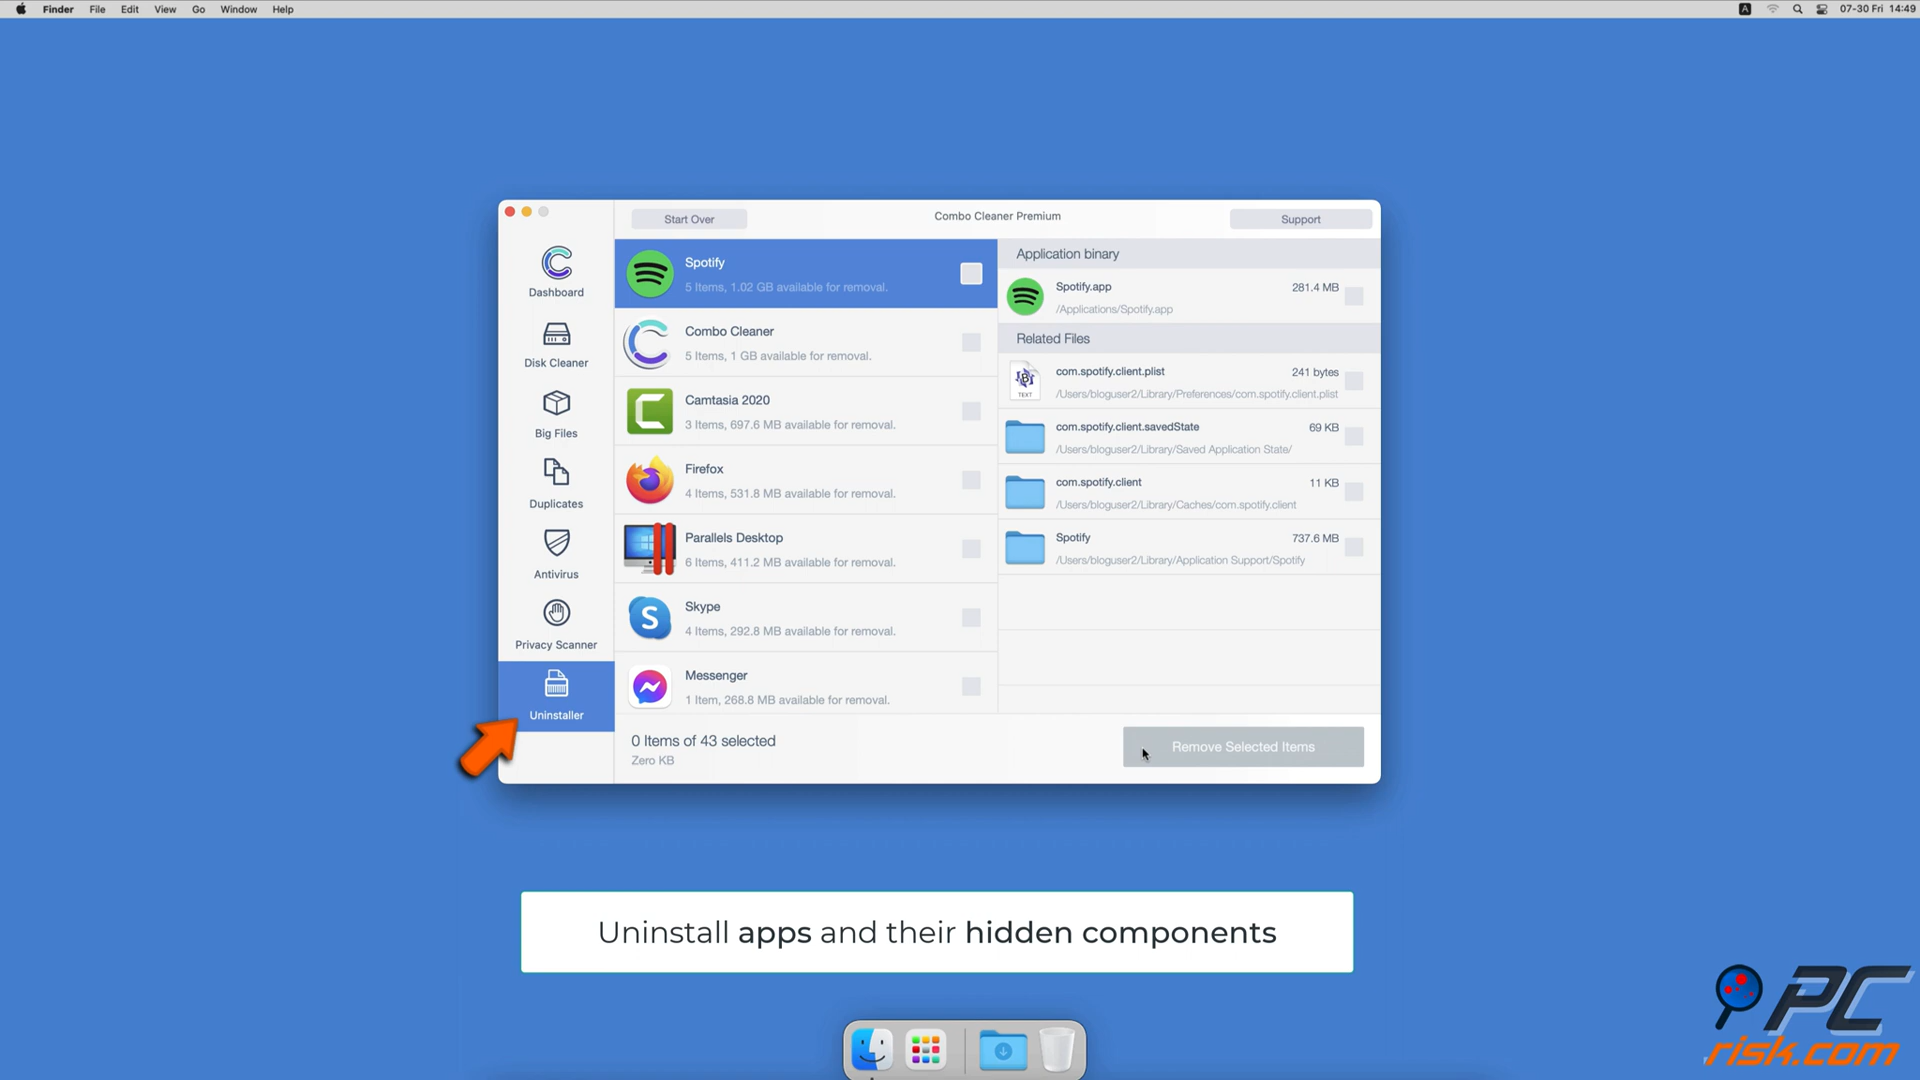 Finder File Edit View Go Window Help
A 07-30 Fri 14:49
Start Over
Combo Cleaner Premium
Support
Dashboard
Disk Cleaner
Big Files
Duplicates
Antivirus
Privacy Scanner
Uninstaller
Spotify
5 Items, 1.02 GB available for removal.
Combo Cleaner
5 Items, 1 GB available for removal.
Camtasia 2020
3 Items, 697.6 MB available for removal.
Firefox
4 Items, 531.8 MB available for removal.
Parallels Desktop
6 Items, 411.2 MB available for removal.
Skype
4 Items, 292.8 MB available for removal.
Messenger
1 Item, 268.8 MB available for removal.
Application binary
Spotify.app 281.4 MB
/Applications/Spotify.app
Related Files
com.spotify.client.plist 241 bytes
/Users/bloguser2/Library/Preferences/com.spotify.client.plist
TEXT
com.spotify.client.savedState 69 KB
/Users/bloguser2/Library/Saved Application State/
com.spotify.client 11 KB
/Users/bloguser2/Library/Caches/com.spotify.client
Spotify 737.6 MB
/Users/bloguser2/Library/Application Support/Spotify
0 Items of 43 selected
Zero KB
Remove Selected Items
Uninstall apps and their hidden components
PC
risk.com